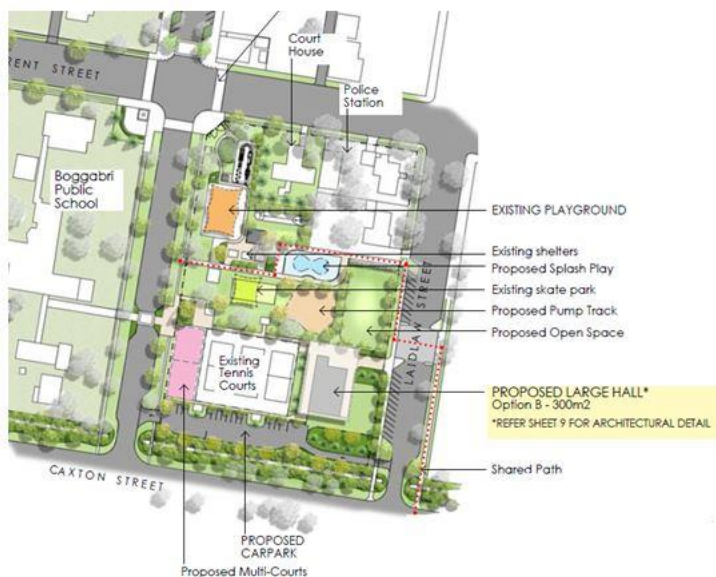 Court
House
RENT STREET
Police
Station
Boggabri
Public
School
EXISTING PLAYGROUND
Existing shelters
Proposed Splash Play
Existing skate park
Proposed Pump Track
Proposed Open Space
LAIDLAW STREET
Existing
Tennis
Courts
PROPOSED LARGE HALL*
Option B - 300m2
*REFER SHEET 9 FOR ARCHITECTURAL DETAIL
Shared Path
CAXTON STREET
PROPOSED
CARPARK
Proposed Multi-Courts